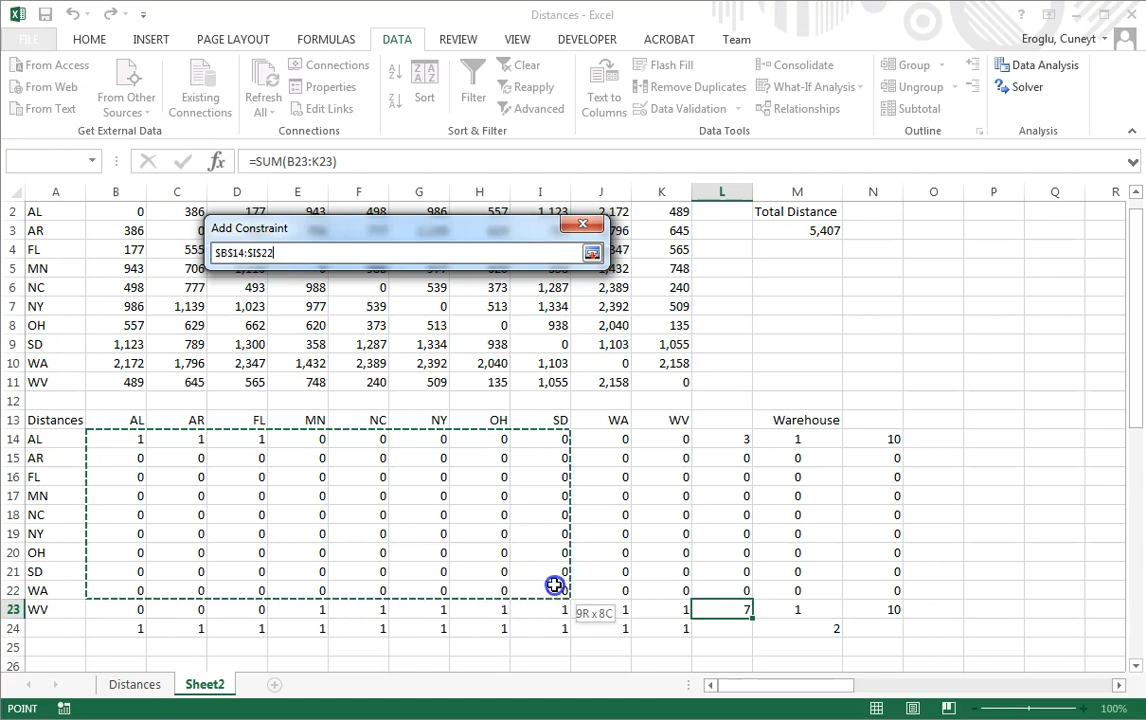 Distances - Excel
?
FILE HOME INSERT PAGE LAYOUT FORMULAS DATA REVIEW VIEW DEVELOPER ACROBAT Team Eroglu, Cuneyt
From Access From Web From Text From Other Sources Existing Connections Refresh All Connections Properties Edit Links Sort Filter Clear Reapply Advanced Text to Columns Flash Fill Remove Duplicates Data Validation Consolidate What-If Analysis Relationships Group Ungroup Subtotal Data Analysis Solver
Get External Data Connections Sort & Filter Data Tools Outline Analysis
fx =SUM(B23:K23)
A B C D E F G H I J K L M N O P Q R
2 AL 0 386 177 943 498 986 557 1,123 2,172 489 Total Distance
Add Constraint
3 AR 386 645 5,407
$B$14:$I$22
4 FL 177 565
5 MN 943 748
6 NC 498 777 493 988 0 539 373 1,287 2,389 240
7 NY 986 1,139 1,023 977 539 0 513 1,334 2,392 509
8 OH 557 629 662 620 373 513 0 938 2,040 135
9 SD 1,123 789 1,300 358 1,287 1,334 938 0 1,103 1,055
10 WA 2,172 1,796 2,347 1,432 2,389 2,392 2,040 1,103 0 2,158
11 WV 489 645 565 748 240 509 135 1,055 2,158 0
12
13 Distances AL AR FL MN NC NY OH SD WA WV Warehouse
14 AL 1 1 1 0 0 0 0 0 0 0 3 1 10
15 AR 0 0 0 0 0 0 0 0 0 0 0 0 0
16 FL 0 0 0 0 0 0 0 0 0 0 0 0 0
17 MN 0 0 0 0 0 0 0 0 0 0 0 0 0
18 NC 0 0 0 0 0 0 0 0 0 0 0 0 0
19 NY 0 0 0 0 0 0 0 0 0 0 0 0 0
20 OH 0 0 0 0 0 0 0 0 0 0 0 0 0
21 SD 0 0 0 0 0 0 0 0 0 0 0 0 0
22 WA 0 0 0 0 0 0 0 0 0 0 0 0 0
23 WV 0 0 0 1 1 1 1 1 1 1 7 1 10
9R x 8C
24 1 1 1 1 1 1 1 1 1 1 2
25
26
Distances Sheet2
POINT 100%